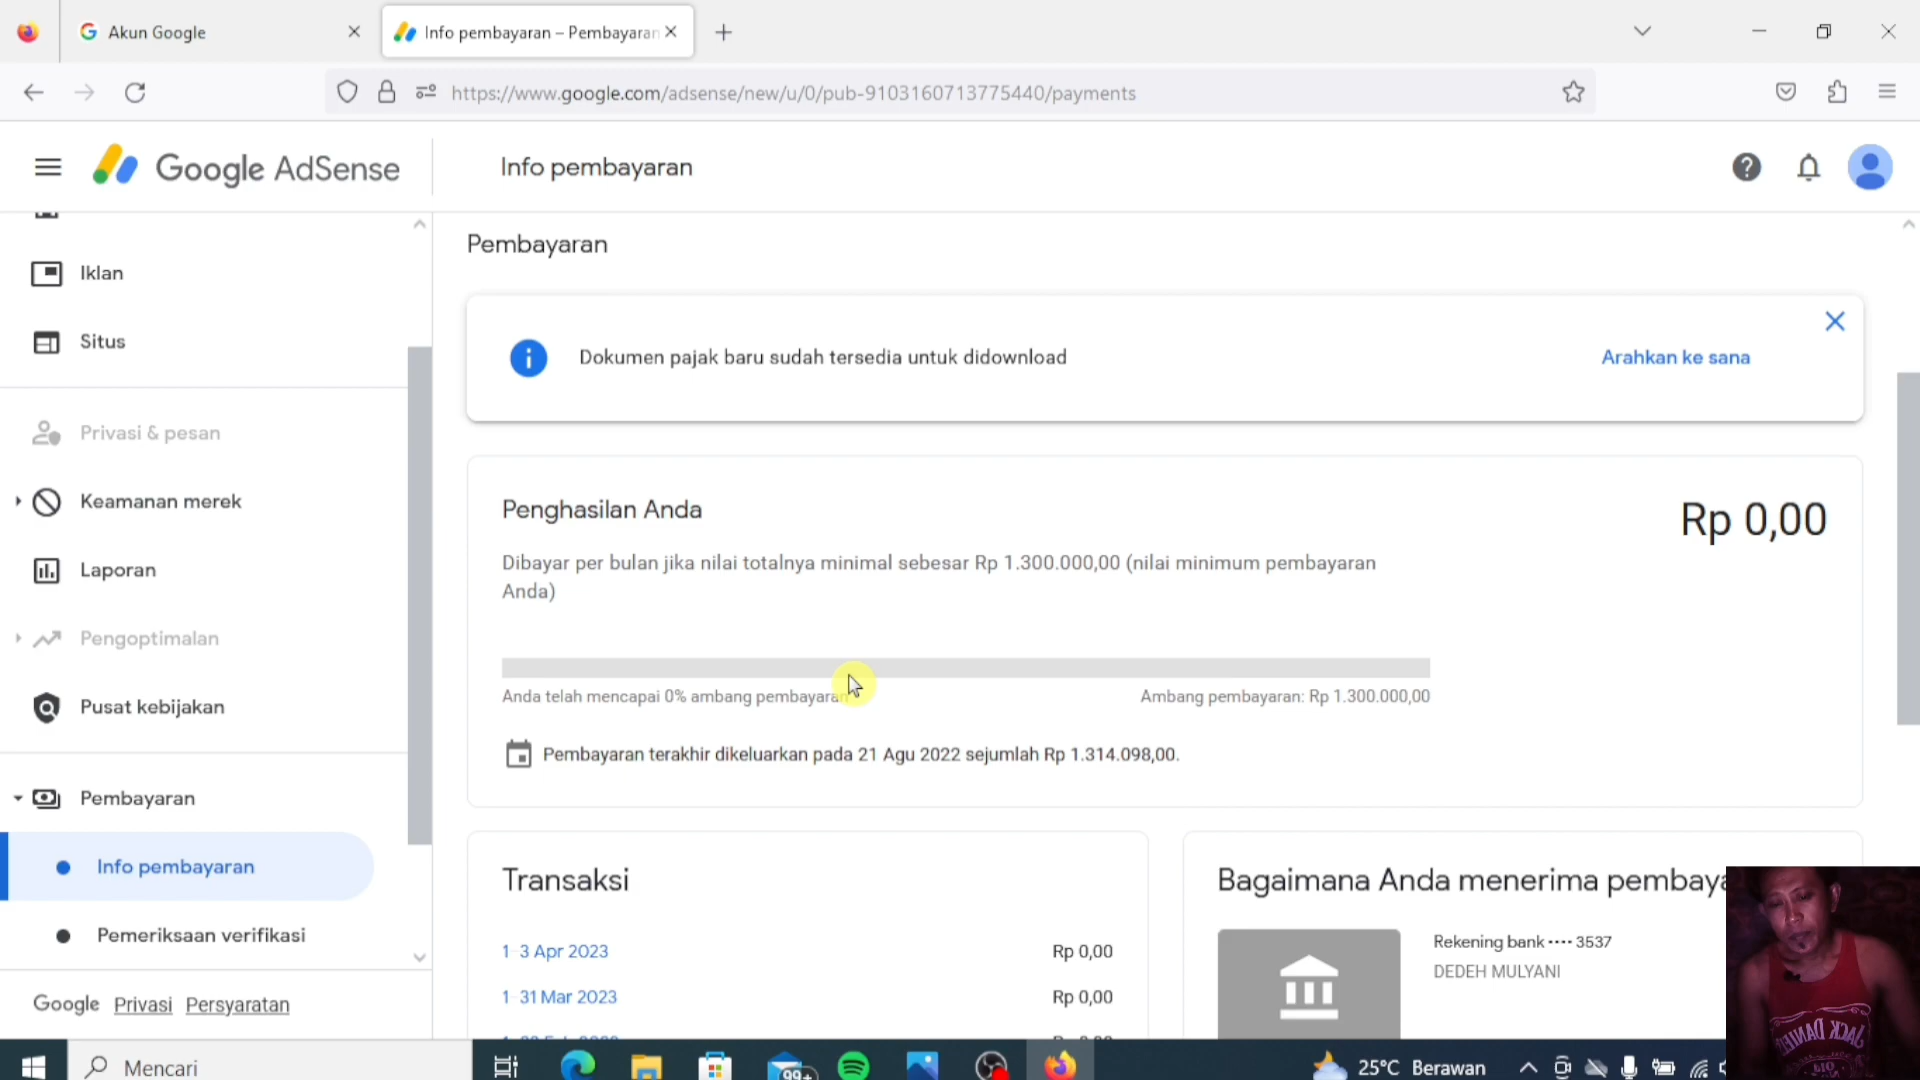 Akun Google
Info pembayaran – Pembayaran
https://www.google.com/adsense/new/u/0/pub-9103160713775440/payments
Google AdSense
Info pembayaran
Iklan
Situs
Privasi & pesan
Keamanan merek
Laporan
Pengoptimalan
Pusat kebijakan
Pembayaran
Info pembayaran
Pemeriksaan verifikasi
Google Privasi Persyaratan
Pembayaran
Dokumen pajak baru sudah tersedia untuk didownload
Arahkan ke sana
Penghasilan Anda
Rp 0,00
Dibayar per bulan jika nilai totalnya minimal sebesar Rp 1.300.000,00 (nilai minimum pembayaran
Anda)
Anda telah mencapai 0% ambang pembayaran
Ambang pembayaran: Rp 1.300.000,00
Pembayaran terakhir dikeluarkan pada 21 Agu 2022 sejumlah Rp 1.314.098,00.
Transaksi
1–3 Apr 2023 Rp 0,00
1–31 Mar 2023 Rp 0,00
Bagaimana Anda menerima pembaya
Rekening bank •••• 3537
DEDEH MULYANI
JACK DANIEL
Mencari
99+
25°C Berawan